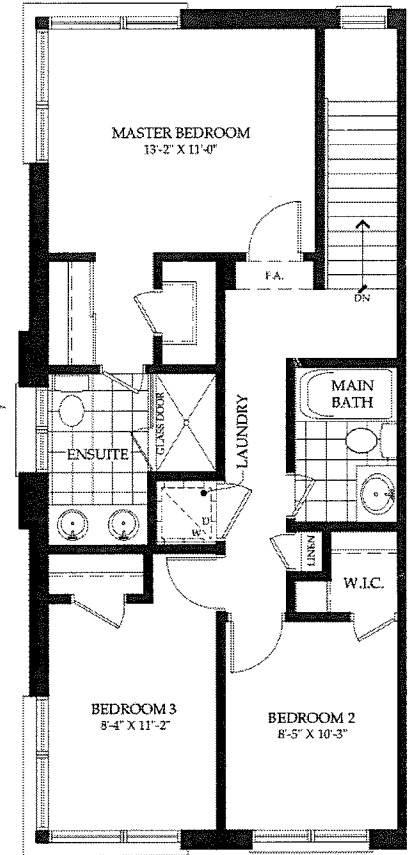 MASTER BEDROOM
13'-2" X 11'-0"
F.A.
DN
GLASS DOOR
LAUNDRY
MAIN
BATH
ENSUITE
D
W
LINEN
W.I.C.
BEDROOM 3
8'-4" X 11'-2"
BEDROOM 2
8'-5" X 10'-3"